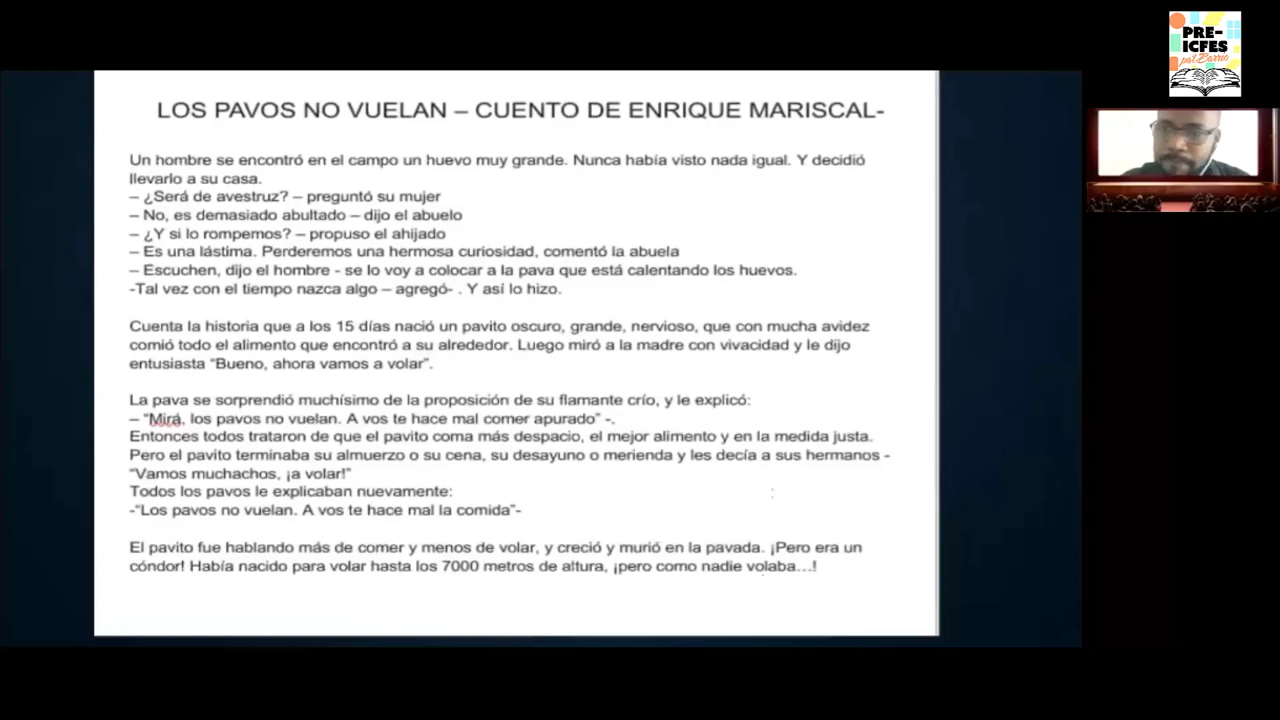 PRE-
ICFES
pa'l Barrio
LOS PAVOS NO VUELAN – CUENTO DE ENRIQUE MARISCAL-
Un hombre se encontró en el campo un huevo muy grande. Nunca había visto nada igual. Y decidió
llevarlo a su casa.
– ¿Será de avestruz? – preguntó su mujer
– No, es demasiado abultado – dijo el abuelo
– ¿Y si lo rompemos? – propuso el ahijado
– Es una lástima. Perderemos una hermosa curiosidad, comentó la abuela
– Escuchen, dijo el hombre - se lo voy a colocar a la pava que está calentando los huevos.
-Tal vez con el tiempo nazca algo – agregó- . Y así lo hizo.
Cuenta la historia que a los 15 días nació un pavito oscuro, grande, nervioso, que con mucha avidez
comió todo el alimento que encontró a su alrededor. Luego miró a la madre con vivacidad y le dijo
entusiasta “Bueno, ahora vamos a volar”.
La pava se sorprendió muchísimo de la proposición de su flamante crío, y le explicó:
– “Mirá, los pavos no vuelan. A vos te hace mal comer apurado” -.
Entonces todos trataron de que el pavito coma más despacio, el mejor alimento y en la medida justa.
Pero el pavito terminaba su almuerzo o su cena, su desayuno o merienda y les decía a sus hermanos -
“Vamos muchachos, ¡a volar!”
Todos los pavos le explicaban nuevamente:
-“Los pavos no vuelan. A vos te hace mal la comida”-
El pavito fue hablando más de comer y menos de volar, y creció y murió en la pavada. ¡Pero era un
cóndor! Había nacido para volar hasta los 7000 metros de altura, ¡pero como nadie volaba…!